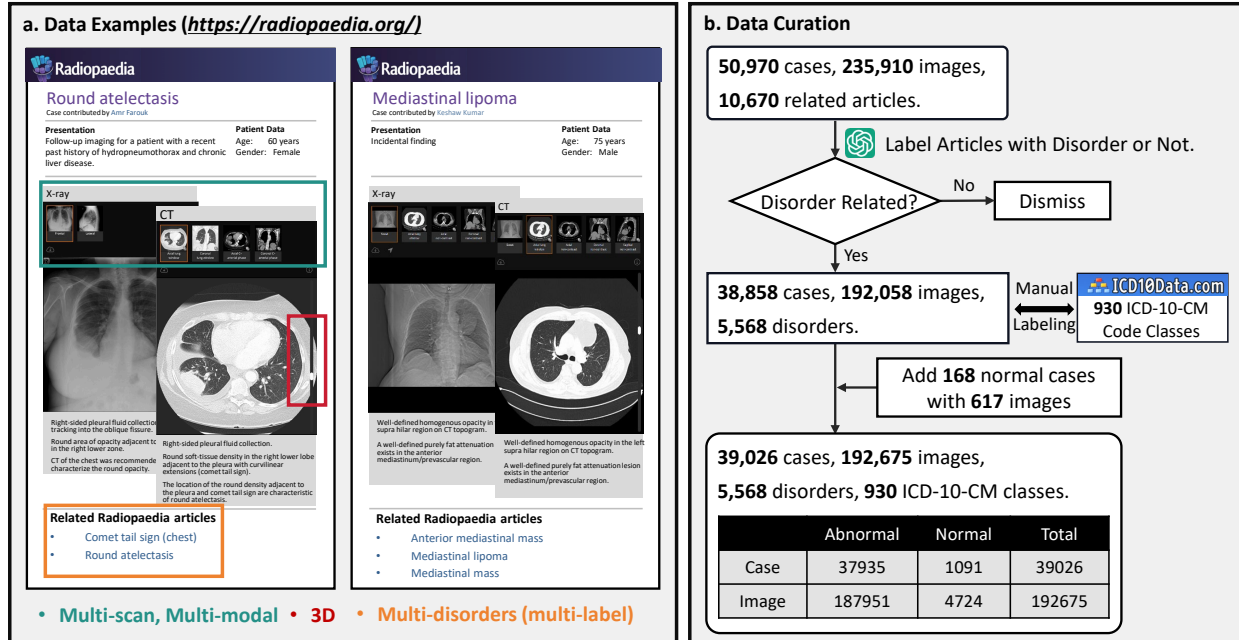 a. Data Examples (https://radiopaedia.org/)
Radiopaedia
Round atelectasis
Case contributed by Amr Farouk
Presentation
Follow-up imaging for a patient with a recent
past history of hydropneumothorax and chronic
liver disease.
Patient Data
Age: 60 years
Gender: Female
X-ray
CT
Right-sided pleural fluid collection
tracking into the oblique fissure.
Round area of opacity adjacent to
in the right lower zone.
CT of the chest was recommende
characterize the round opacity.
Right-sided pleural fluid collection.
Round soft-tissue density in the right lower lobe
adjacent to the pleura with curvilinear
extensions (comet tail sign).
The location of the round density adjacent to
the pleura and comet tail sign are characteristic
of round atelectasis.
Related Radiopaedia articles
• Comet tail sign (chest)
• Round atelectasis
Radiopaedia
Mediastinal lipoma
Case contributed by Keshaw Kumar
Presentation
Incidental finding
Patient Data
Age: 75 years
Gender: Male
X-ray
CT
Well-defined homogenous opacity in
supra hilar region on CT topogram.
A well-defined purely fat attenuation
exists in the anterior
mediastinum/prevascular region.
Well-defined homogenous opacity in the left
supra hilar region on CT topogram.
A well-defined purely fat attenuation lesion
exists in the anterior
mediastinum/prevascular region.
Related Radiopaedia articles
• Anterior mediastinal mass
• Mediastinal lipoma
• Mediastinal mass
• Multi-scan, Multi-modal • 3D • Multi-disorders (multi-label)
b. Data Curation
50,970 cases, 235,910 images,
10,670 related articles.
Label Articles with Disorder or Not.
Disorder Related?
No
Dismiss
Yes
38,858 cases, 192,058 images,
5,568 disorders.
Manual
Labeling
ICD10Data.com
930 ICD-10-CM
Code Classes
Add 168 normal cases
with 617 images
39,026 cases, 192,675 images,
5,568 disorders, 930 ICD-10-CM classes.
Abnormal Normal Total
Case 37935 1091 39026
Image 187951 4724 192675